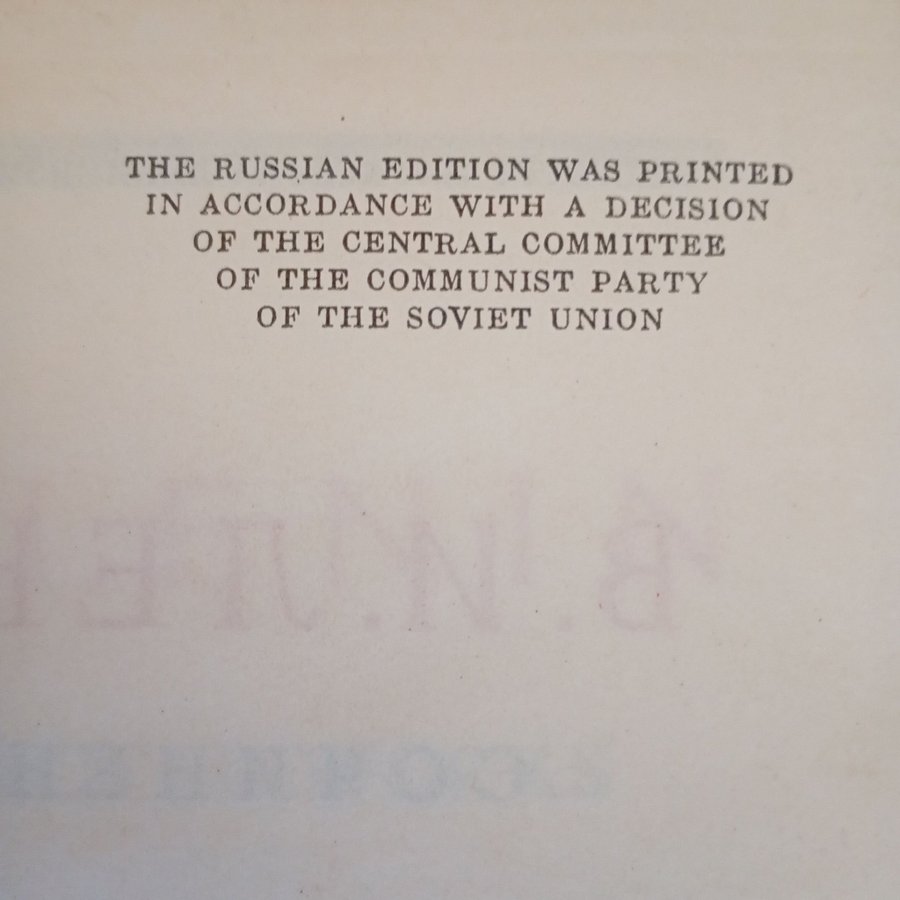 THE RUSSIAN EDITION WAS PRINTED
IN ACCORDANCE WITH A DECISION
OF THE CENTRAL COMMITTEE
OF THE COMMUNIST PARTY
OF THE SOVIET UNION